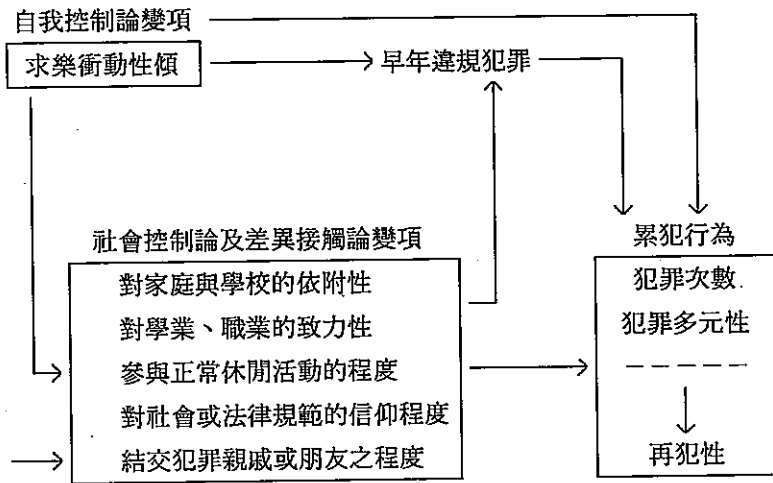 自我控制論變項
求樂衝動性傾
早年違規犯罪
社會控制論及差異接觸論變項
對家庭與學校的依附性
對學業、職業的致力性
參與正常休閒活動的程度
對社會或法律規範的信仰程度
結交犯罪親戚或朋友之程度
累犯行為
犯罪次數
犯罪多元性
再犯性